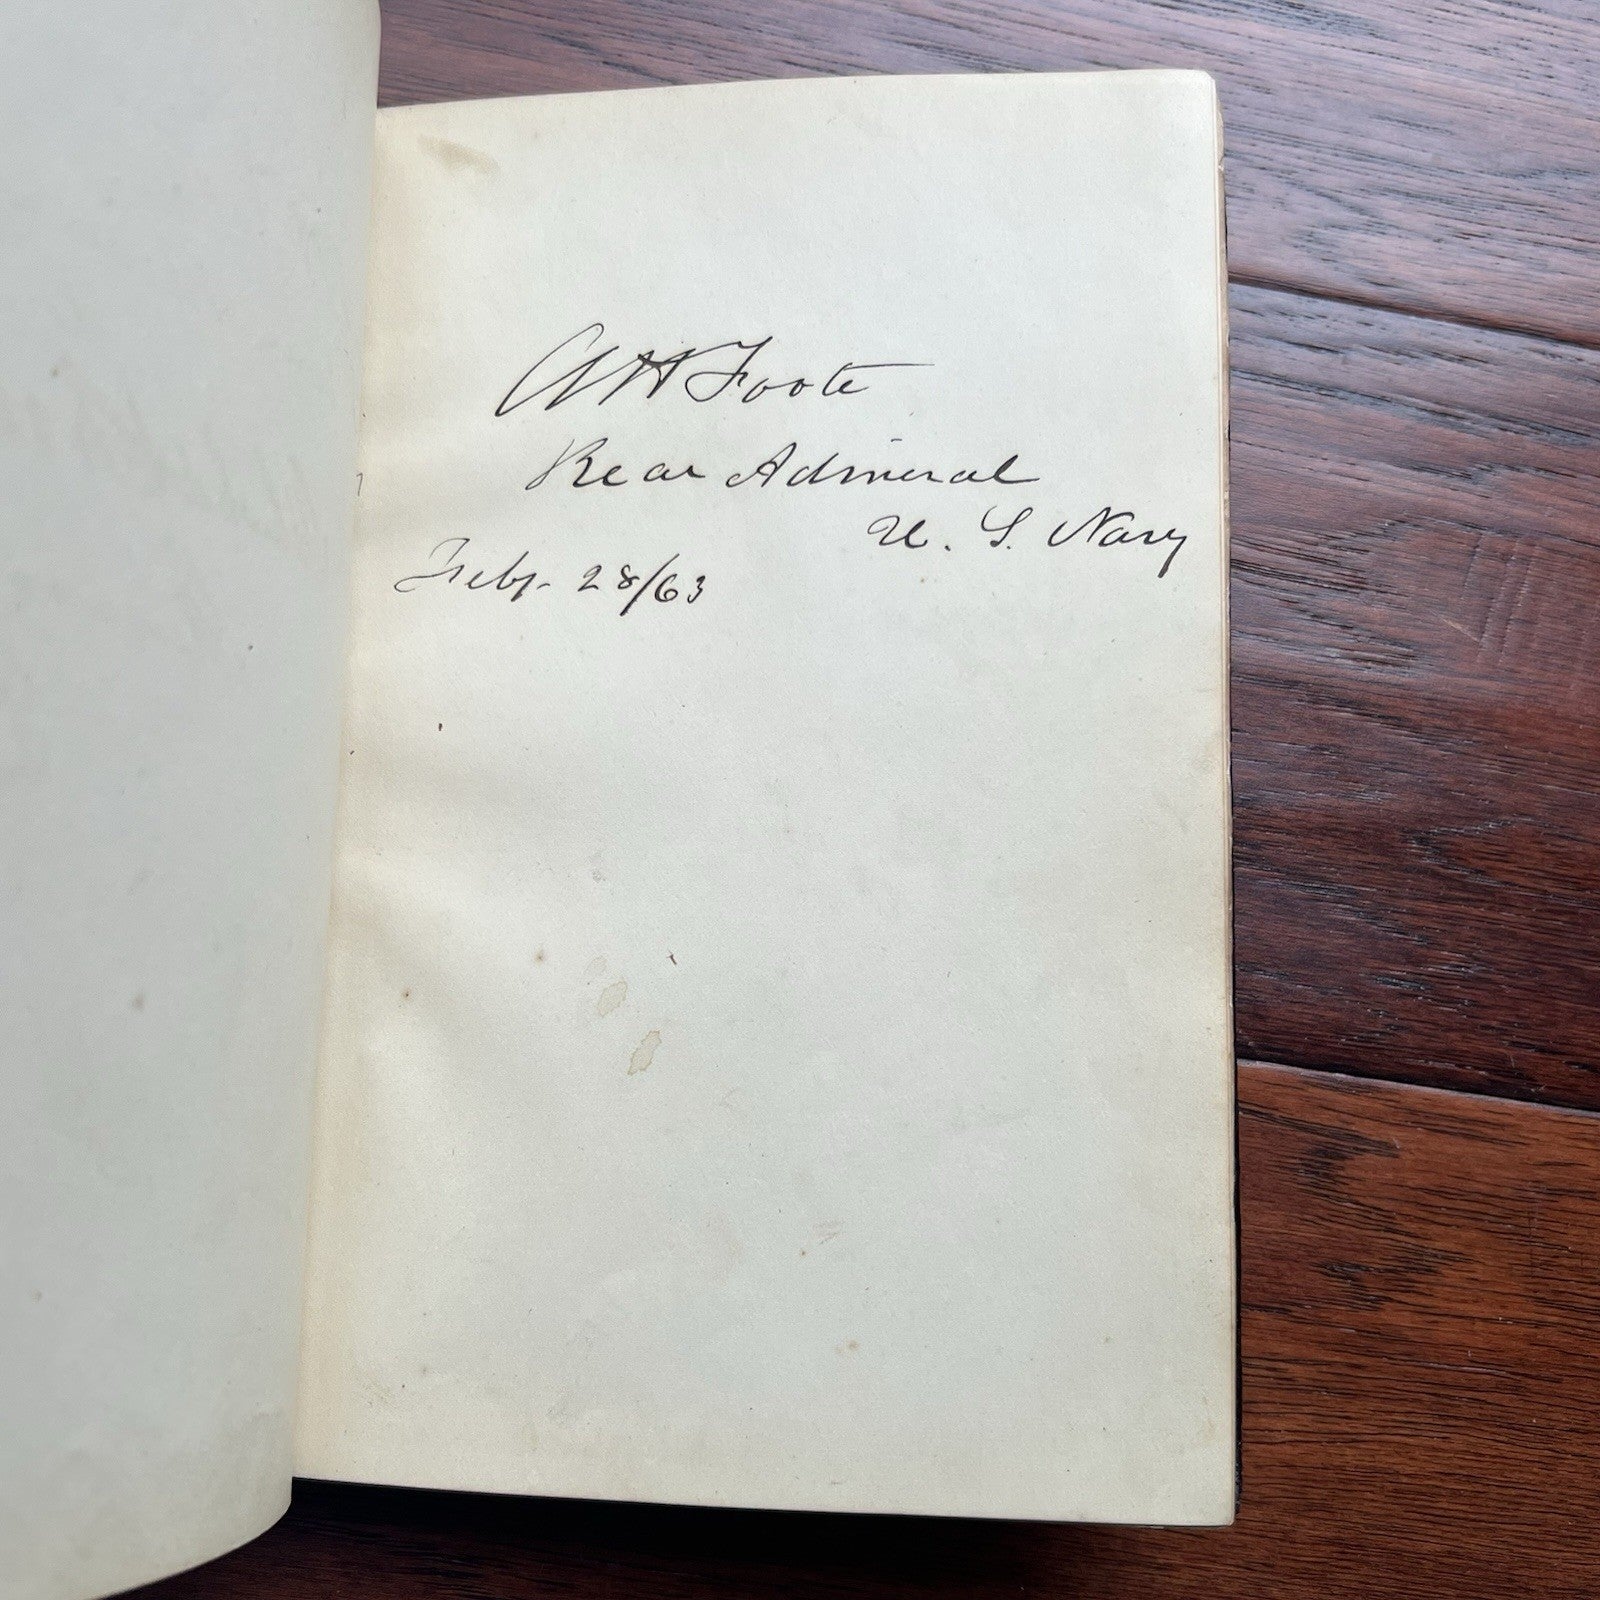 A H Foote
Rear Admiral
U. S. Navy
Feby. 28/63